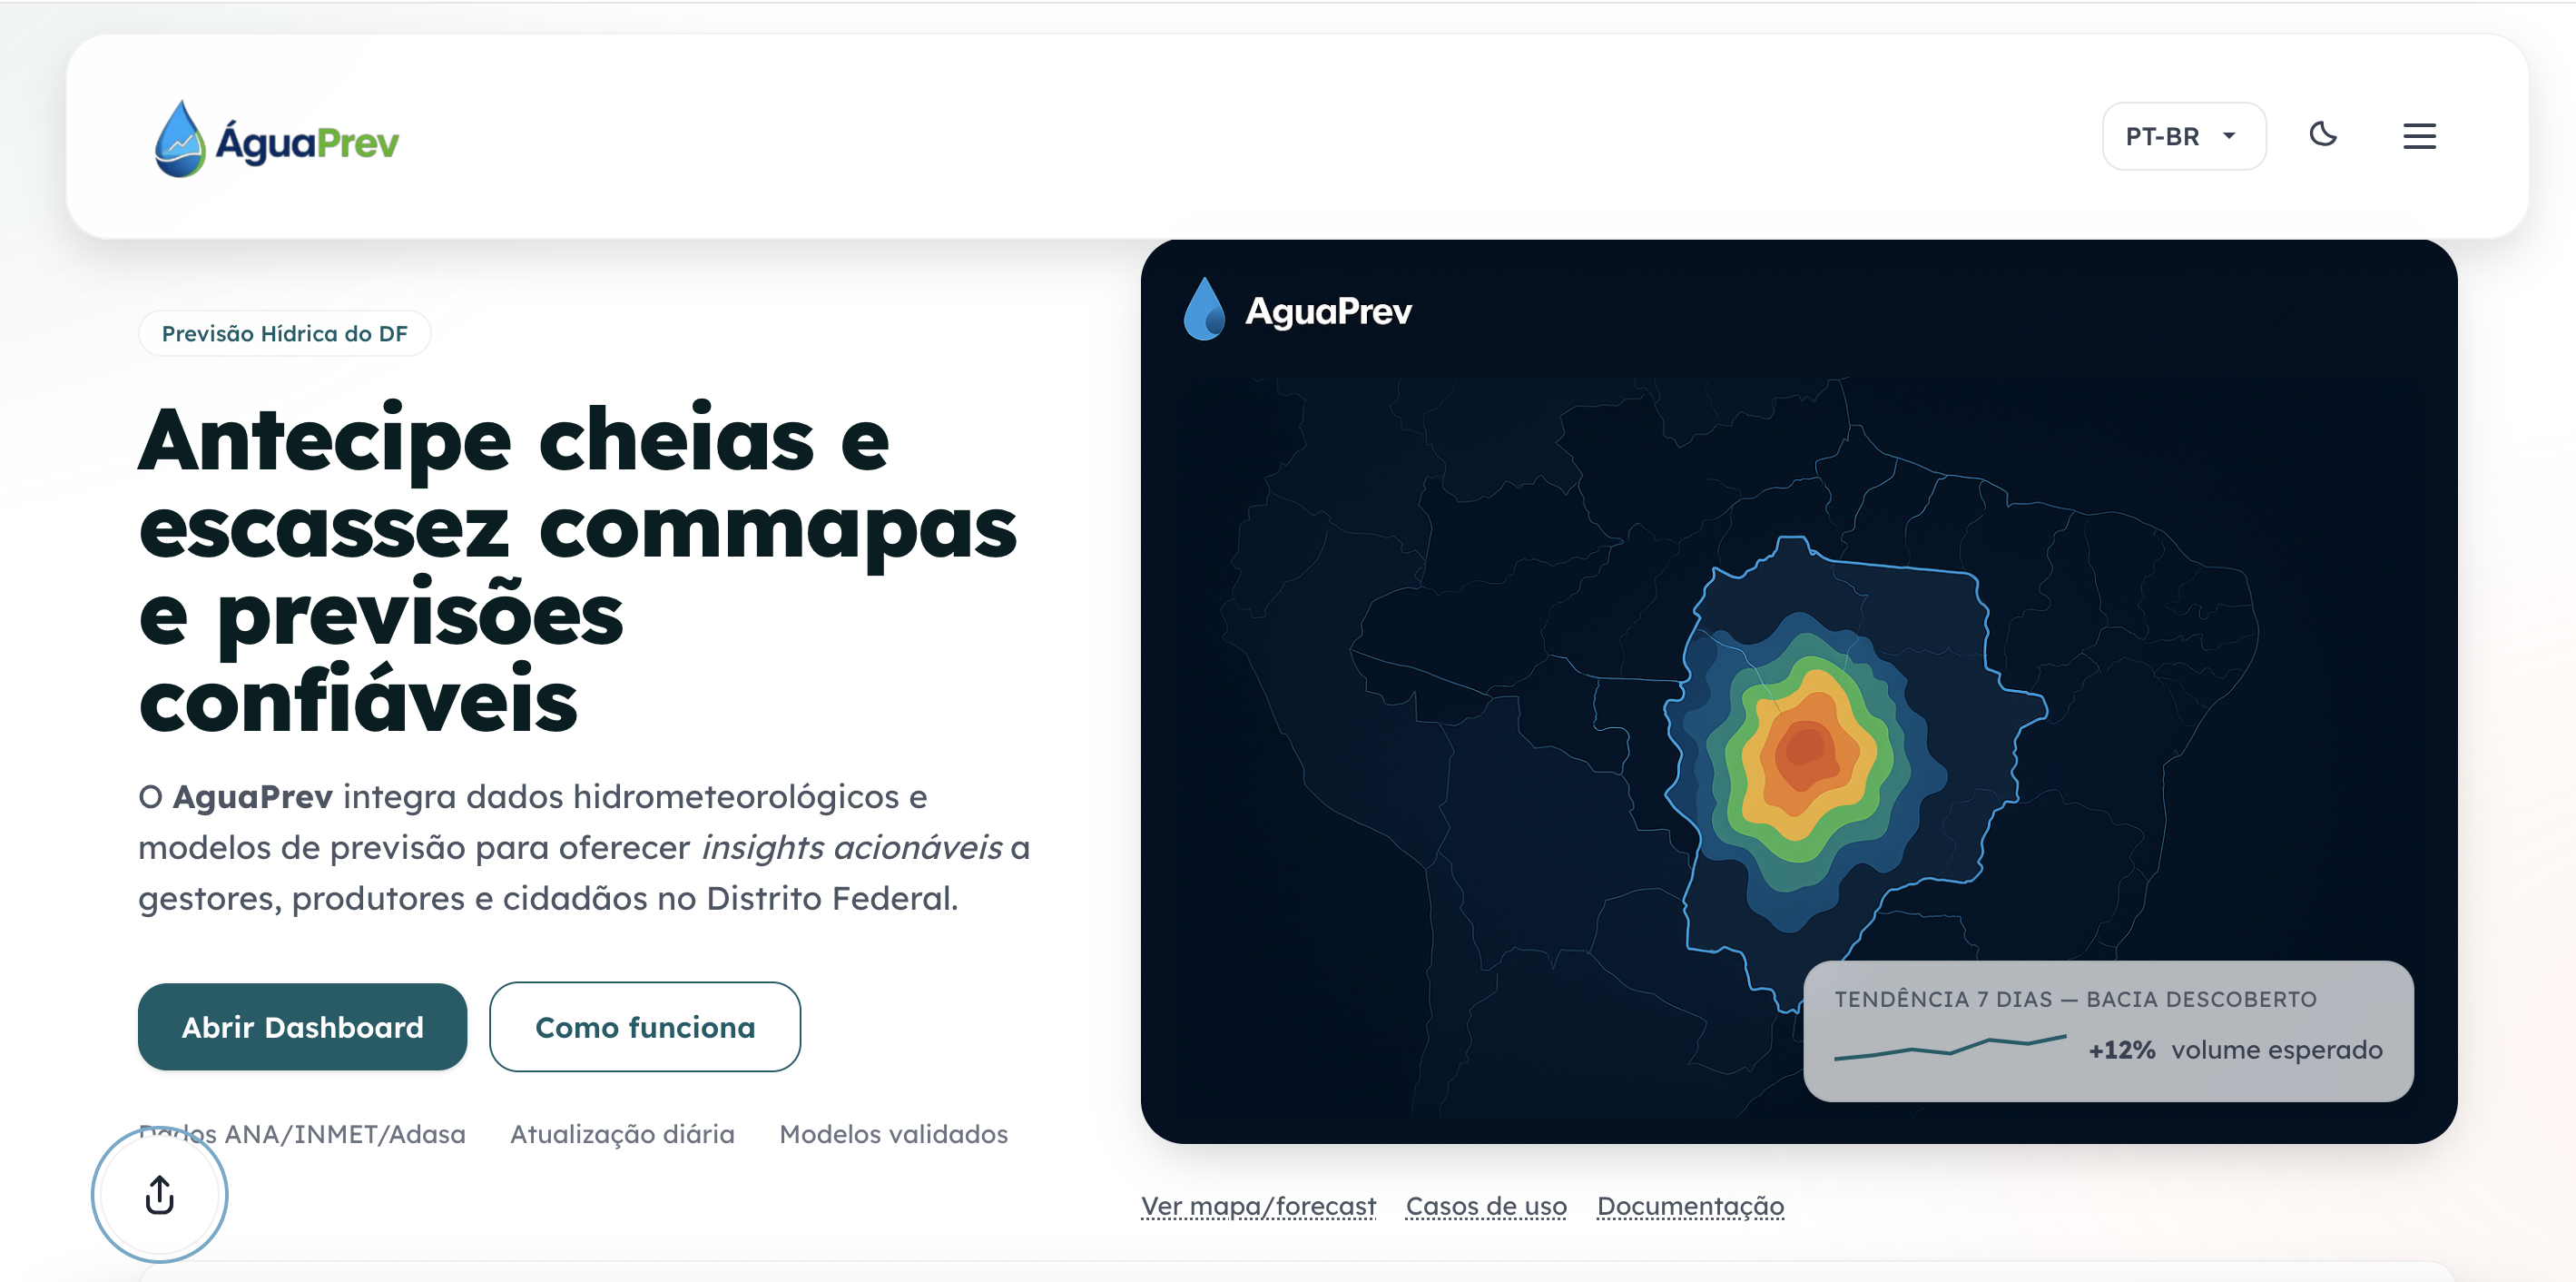 ÁguaPrev
PT-BR
Previsão Hídrica do DF
Antecipe cheias e
escassez commapas
e previsões
confiáveis
O AguaPrev integra dados hidrometeorológicos e
modelos de previsão para oferecer insights acionáveis a
gestores, produtores e cidadãos no Distrito Federal.
Abrir Dashboard
Como funciona
Dados ANA/INMET/Adasa
Atualização diária
Modelos validados
AguaPrev
TENDÊNCIA 7 DIAS — BACIA DESCOBERTO
+12% volume esperado
Ver mapa/forecast
Casos de uso
Documentação